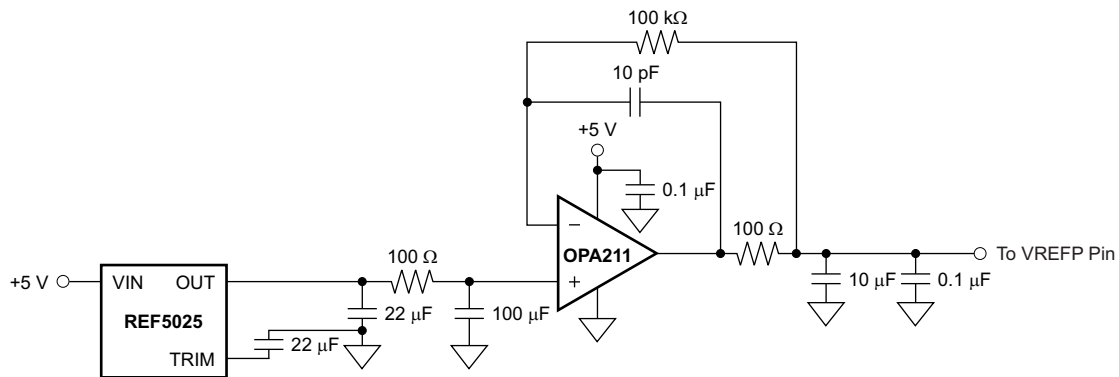 100 kΩ
10 pF
+5 V
0.1 μF
OPA211
−
+
100 Ω
To VREFP Pin
10 μF
0.1 μF
+5 V
VIN
OUT
REF5025
TRIM
100 Ω
22 μF
100 μF
22 μF